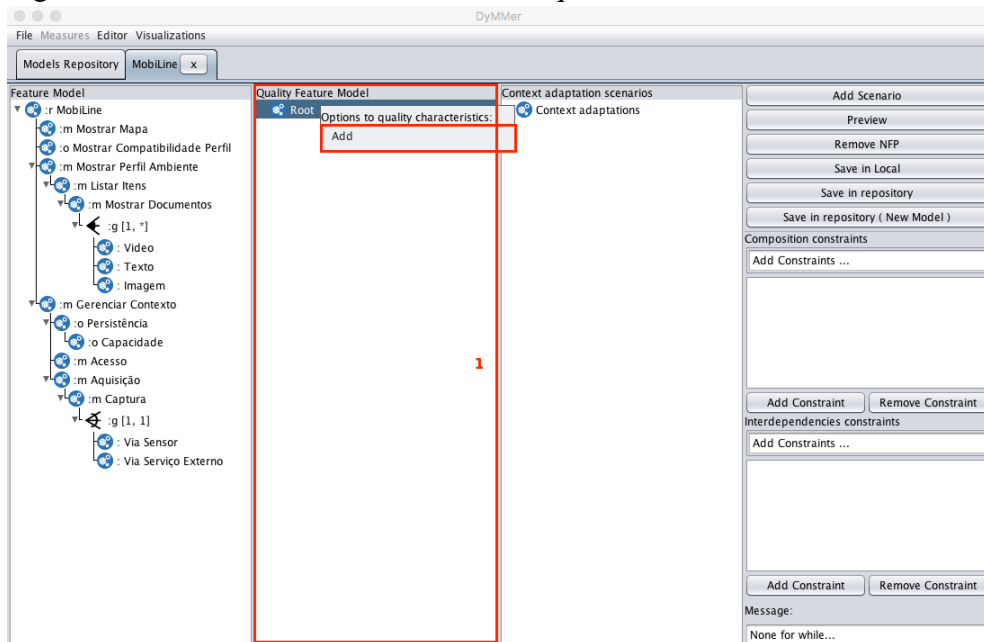 DyMMer
File Measures Editor Visualizations
Models Repository
MobiLine x
Feature Model
:r MobiLine
:m Mostrar Mapa
:o Mostrar Compatibilidade Perfil
:m Mostrar Perfil Ambiente
:m Listar Itens
:m Mostrar Documentos
:g [1, *]
: Video
: Texto
: Imagem
:m Gerenciar Contexto
:o Persistência
:o Capacidade
:m Acesso
:m Aquisição
:m Captura
:g [1, 1]
: Via Sensor
: Via Serviço Externo
Quality Feature Model
Root
Options to quality characteristics:
Add
1
Context adaptation scenarios
Context adaptations
Add Scenario
Preview
Remove NFP
Save in Local
Save in repository
Save in repository ( New Model )
Composition constraints
Add Constraints ...
Add Constraint Remove Constraint
Interdependencies constraints
Add Constraints ...
Add Constraint Remove Constraint
Message:
None for while...